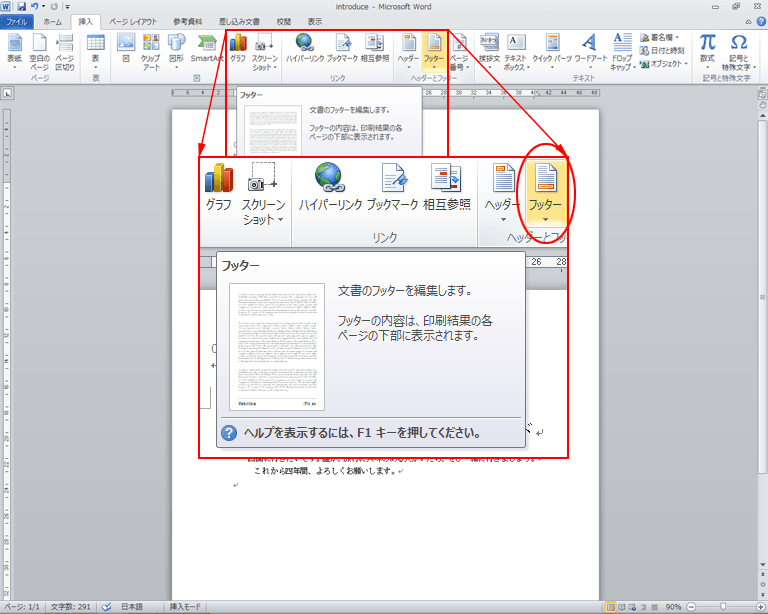 introduce - Microsoft Word
ファイル ホーム 挿入 ページ レイアウト 参考資料 差し込み文書 校閲 表示
表紙 空白のページ ページ区切り 表 図 クリップアート 図形 SmartArt グラフ スクリーンショット ハイパーリンク ブックマーク 相互参照 ヘッダー フッター ページ番号 挨拶文 テキストボックス クイック パーツ ワードアート ドロップキャップ 署名欄 日付と時刻 オブジェクト 数式 記号と特殊文字
ページ 表 図 リンク ヘッダーとフッター テキスト 記号と特殊文字
8 6 4 2 26 28 30 32 34 36 38 40 42 44 46 48
フッター
文書のフッターを編集します。
フッターの内容は、印刷結果の各
ページの下部に表示されます。
グラフ スクリーンショット ハイパーリンク ブックマーク 相互参照 ヘッダー フッター
リンク ヘッダーとフッ
26 28
フッター
文書のフッターを編集します。
フッターの内容は、印刷結果の各
ページの下部に表示されます。
ヘルプを表示するには、F1 キーを押してください。
これから四年間、よろしくお願いします。
ページ: 1/1 文字数: 291 日本語 挿入モード 90%